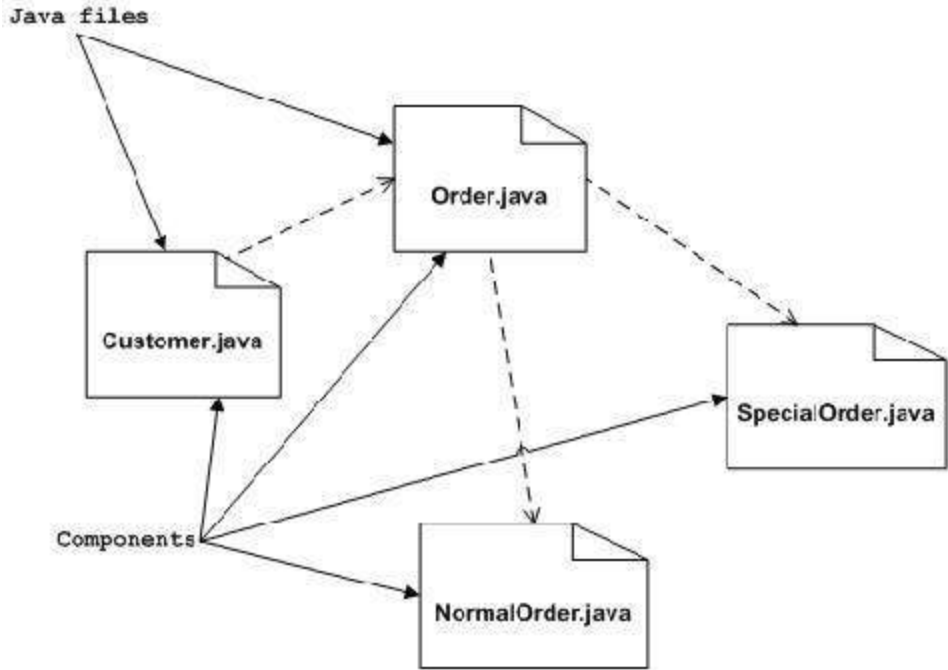 Java files
Order.java
Customer.java
SpecialOrder.java
Components
NormalOrder.java